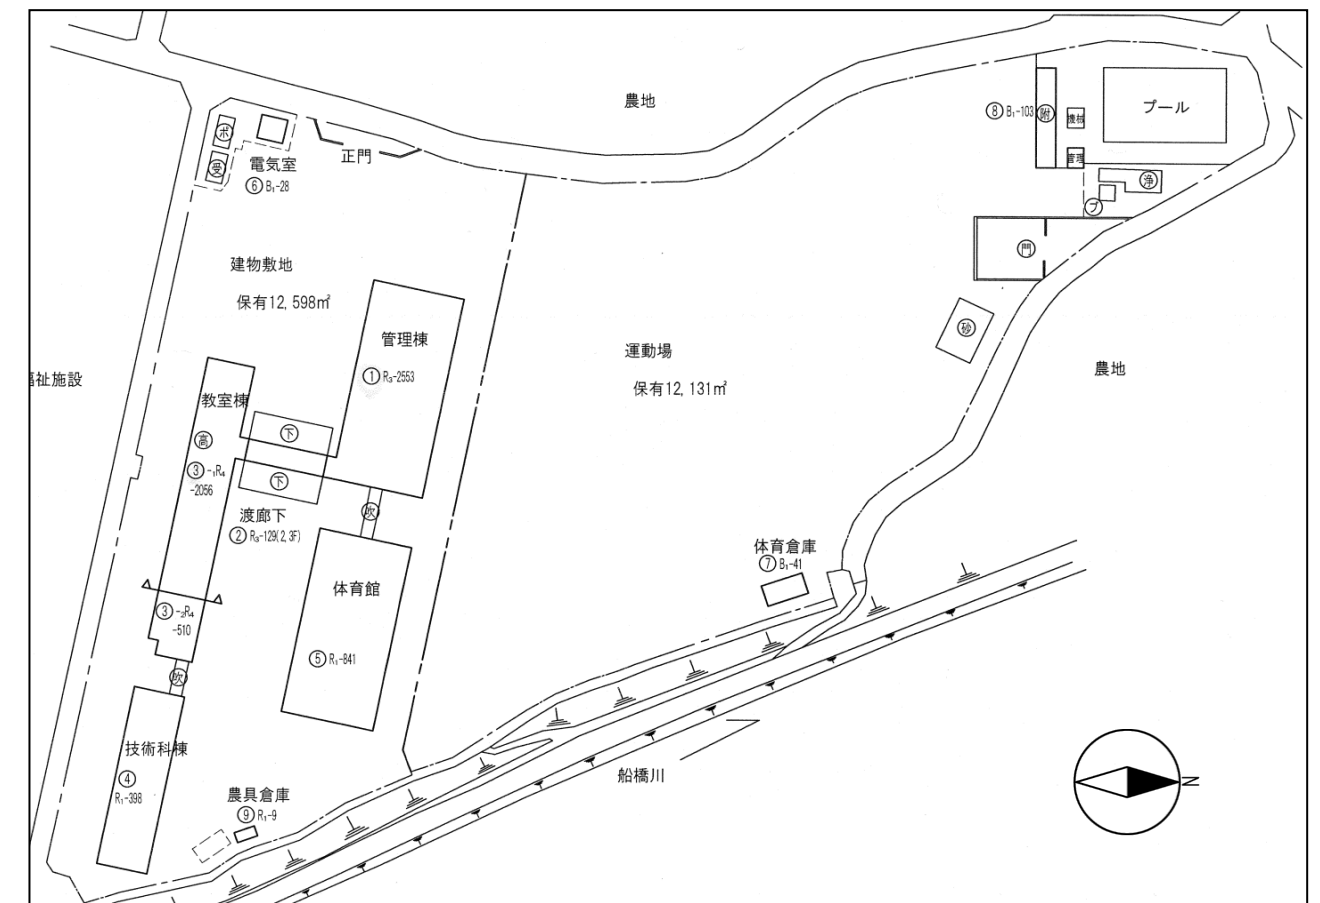 農地
プール
⑧ B₁-103
附
機械
管理
ボ
受
正門
電気室
⑥ B₁-28
浄
プ
門
建物敷地
保有12,598㎡
砂
管理棟
① R₃-2553
運動場
保有12,131㎡
農地
福祉施設
教室棟
高
③-₁R₄
-2056
下
下
渡廊下
② R₃-129(2,3F)
吹
体育倉庫
⑦ B₁-41
体育館
⑤ R₁-841
③-₂R₄
-510
吹
技術科棟
④
R₁-398
農具倉庫
⑨ R₁-9
船橋川
N